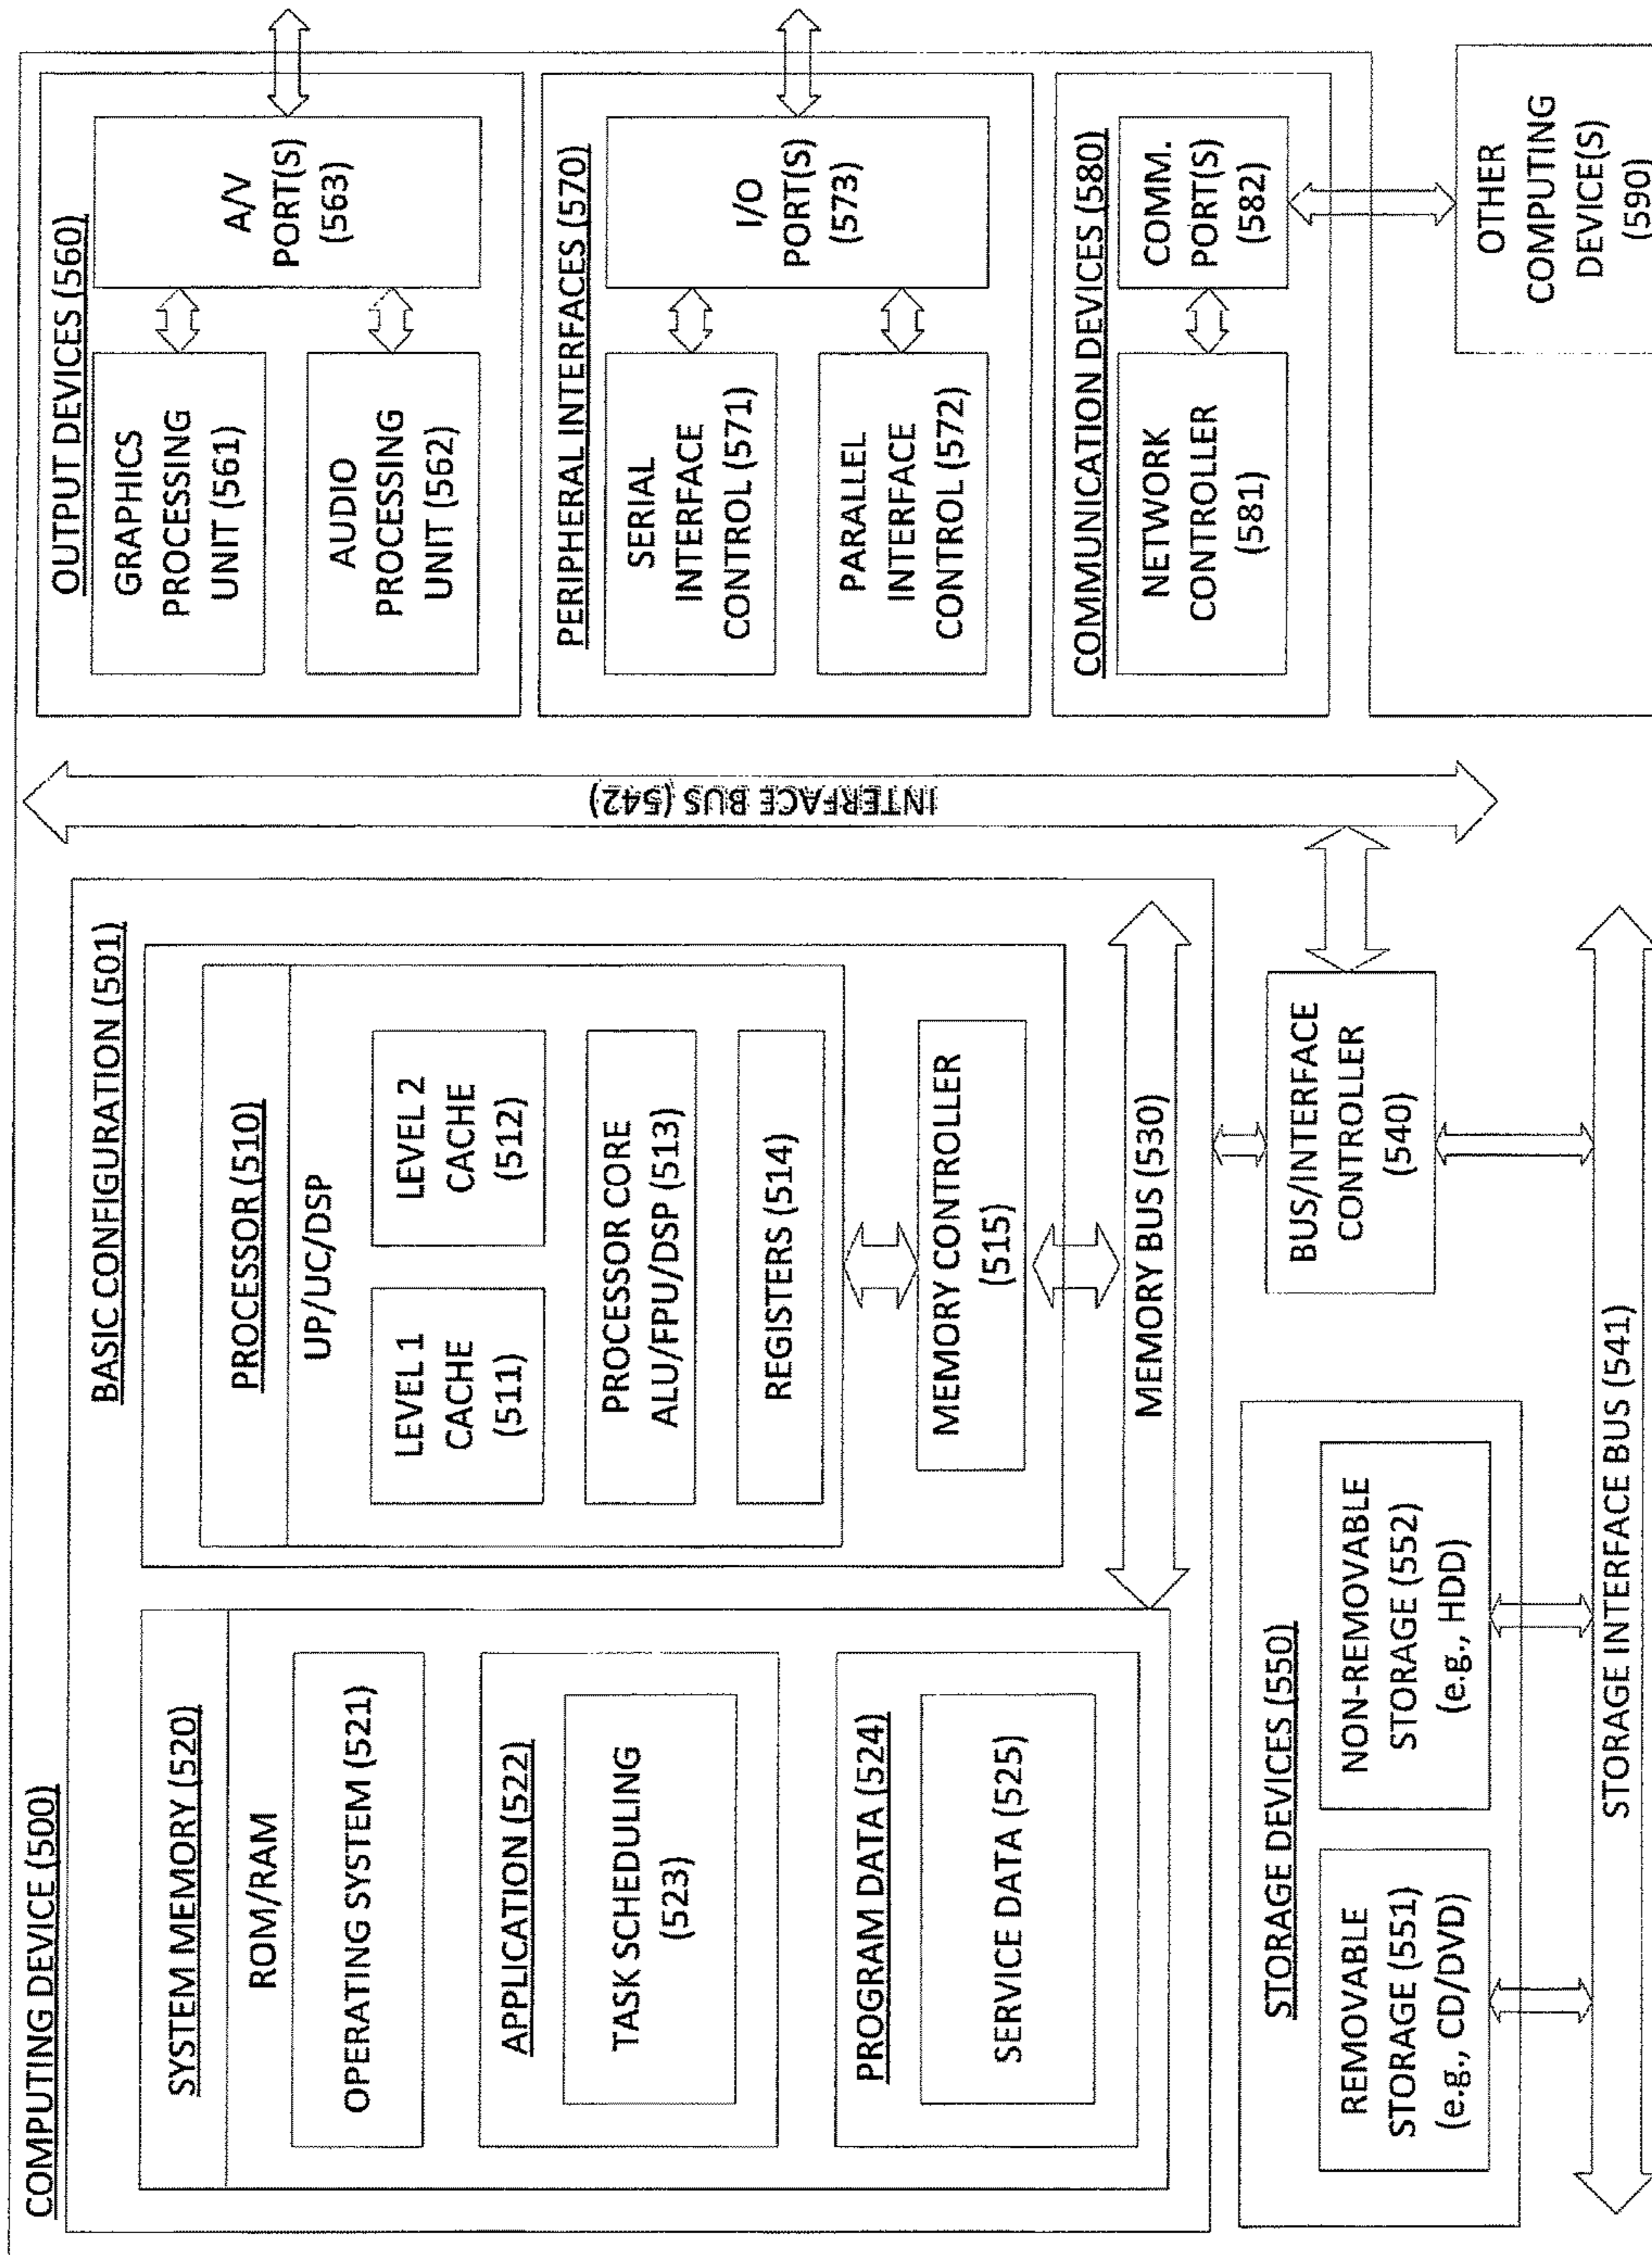 COMPUTING DEVICE (500)
BASIC CONFIGURATION (501)
SYSTEM MEMORY (520)
ROM/RAM
OPERATING SYSTEM (521)
APPLICATION (522)
TASK SCHEDULING
(523)
PROGRAM DATA (524)
SERVICE DATA (525)
PROCESSOR (510)
UP/UC/DSP
LEVEL 1
CACHE
(511)
LEVEL 2
CACHE
(512)
PROCESSOR CORE
ALU/FPU/DSP (513)
REGISTERS (514)
MEMORY CONTROLLER
(515)
MEMORY BUS (530)
BUS/INTERFACE
CONTROLLER
(540)
INTERFACE BUS (542)
STORAGE DEVICES (550)
REMOVABLE
STORAGE (551)
(e.g., CD/DVD)
NON-REMOVABLE
STORAGE (552)
(e.g., HDD)
STORAGE INTERFACE BUS (541)
OUTPUT DEVICES (560)
GRAPHICS
PROCESSING
UNIT (561)
AUDIO
PROCESSING
UNIT (562)
A/V
PORT(S)
(563)
PERIPHERAL INTERFACES (570)
SERIAL
INTERFACE
CONTROL (571)
PARALLEL
INTERFACE
CONTROL (572)
I/O
PORT(S)
(573)
COMMUNICATION DEVICES (580)
NETWORK
CONTROLLER
(581)
COMM.
PORT(S)
(582)
OTHER
COMPUTING
DEVICE(S)
(590)